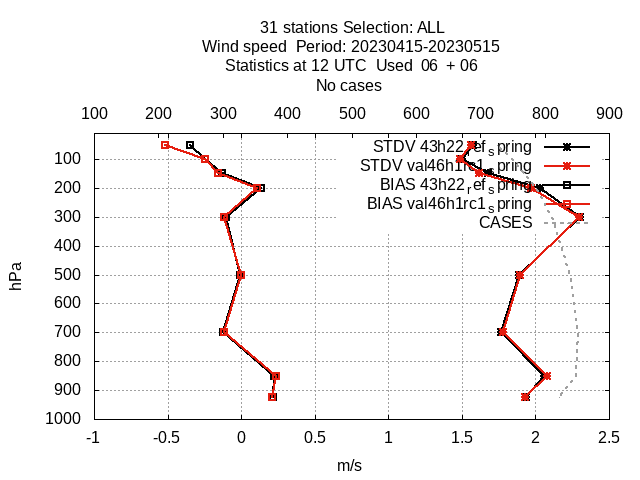 31 stations Selection: ALL
Wind speed  Period: 20230415-20230515
Statistics at 12 UTC  Used  06  + 06
No cases
100 200 300 400 500 600 700 800 900
STDV 43h22ref_spring
STDV val46h1rc1_spring
BIAS 43h22_ref_spring
BIAS val46h1rc1_spring
CASES
hPa
100
200
300
400
500
600
700
800
900
1000
-1 -0.5 0 0.5 1 1.5 2 2.5
m/s